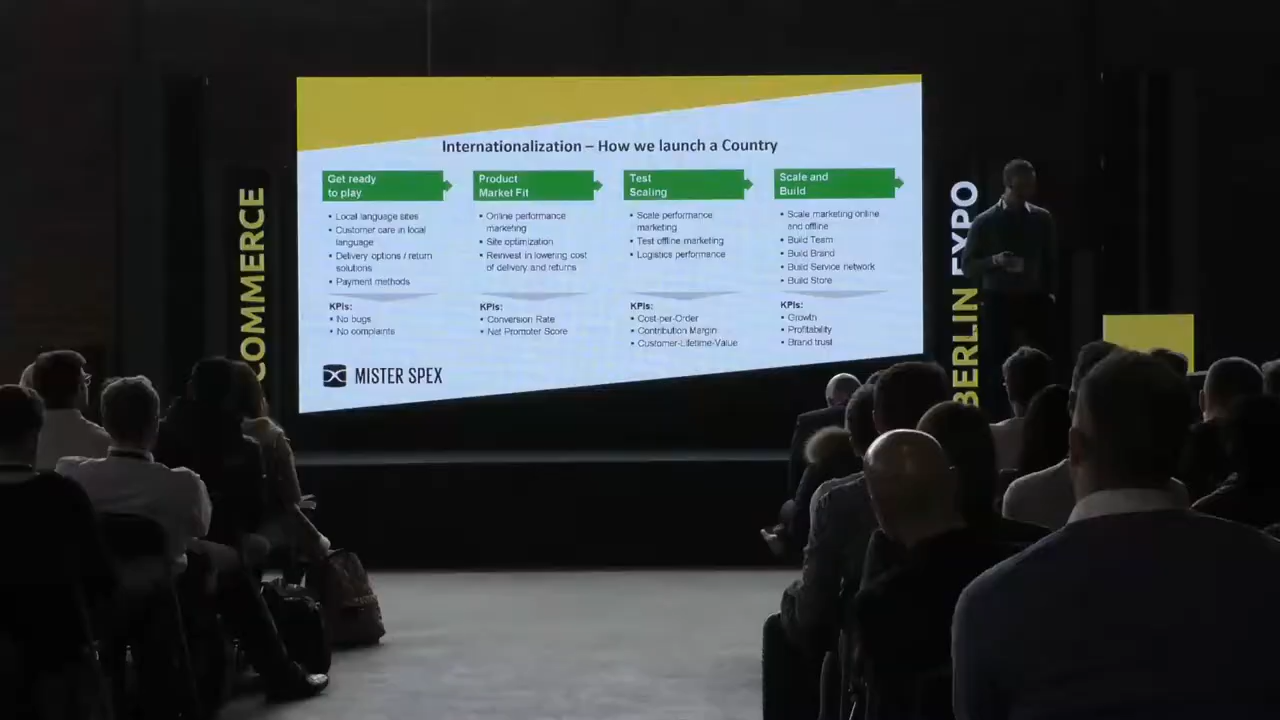 Internationalization – How we launch a Country
Get ready
to play
• Local language sites
• Customer care in local
language
• Delivery options / return
solutions
• Payment methods
KPIs:
• No bugs
• No complaints
Product
Market Fit
• Online performance
marketing
• Site optimization
• Reinvest in lowering cost
of delivery and returns
KPIs:
• Conversion Rate
• Net Promoter Score
Test
Scaling
• Scale performance
marketing
• Test offline marketing
• Logistics performance
KPIs:
• Cost-per-Order
• Contribution Margin
• Customer-Lifetime-Value
Scale and
Build
• Scale marketing online
and offline
• Build Team
• Build Brand
• Build Service network
• Build Store
KPIs:
• Growth
• Profitability
• Brand trust
MISTER SPEX
COMMERCE
BERLIN EXPO